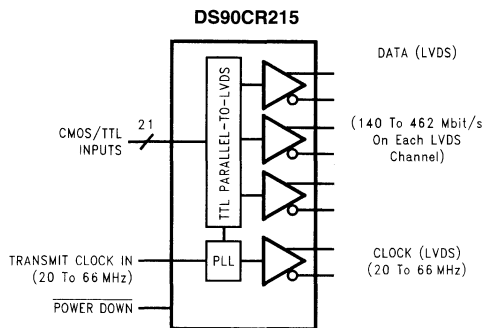 DS90CR215
DATA (LVDS)
TTL PARALLEL-TO-LVDS
CMOS/TTL
INPUTS
21
(140 To 462 Mbit/s
On Each LVDS
Channel)
TRANSMIT CLOCK IN
(20 To 66 MHz)
PLL
CLOCK (LVDS)
(20 To 66 MHz)
POWER DOWN